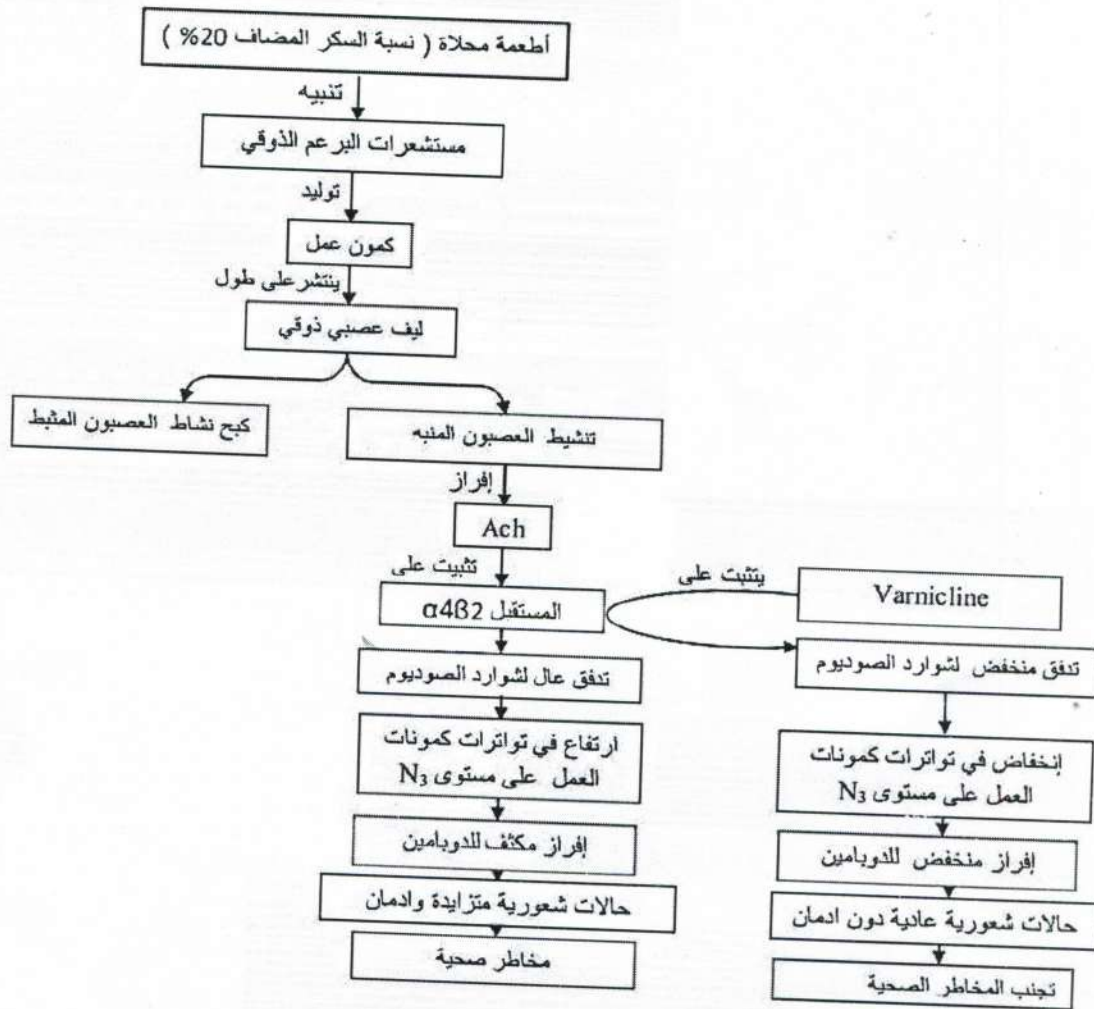 أطعمة محلاة ( نسبة السكر المضاف 20% )
تنبيه
مستشعرات البرعم الذوقي
توليد
كمون عمل
ينتشر على طول
ليف عصبي ذوقي
كبح نشاط العصبون المثبط
تنشيط العصبون المنبه
إفراز
Ach
تثبيت على
يتثبت على
Varnicline
المستقبل α4ß2
تدفق عال لشوارد الصوديوم
تدفق منخفض لشوارد الصوديوم
ارتفاع في تواترات كمونات
العمل على مستوى N₃
إنخفاض في تواترات كمونات
العمل على مستوى N₃
إفراز مكثف للدوبامين
إفراز منخفض للدوبامين
حالات شعورية متزايدة وادمان
حالات شعورية عادية دون ادمان
مخاطر صحية
تجنب المخاطر الصحية